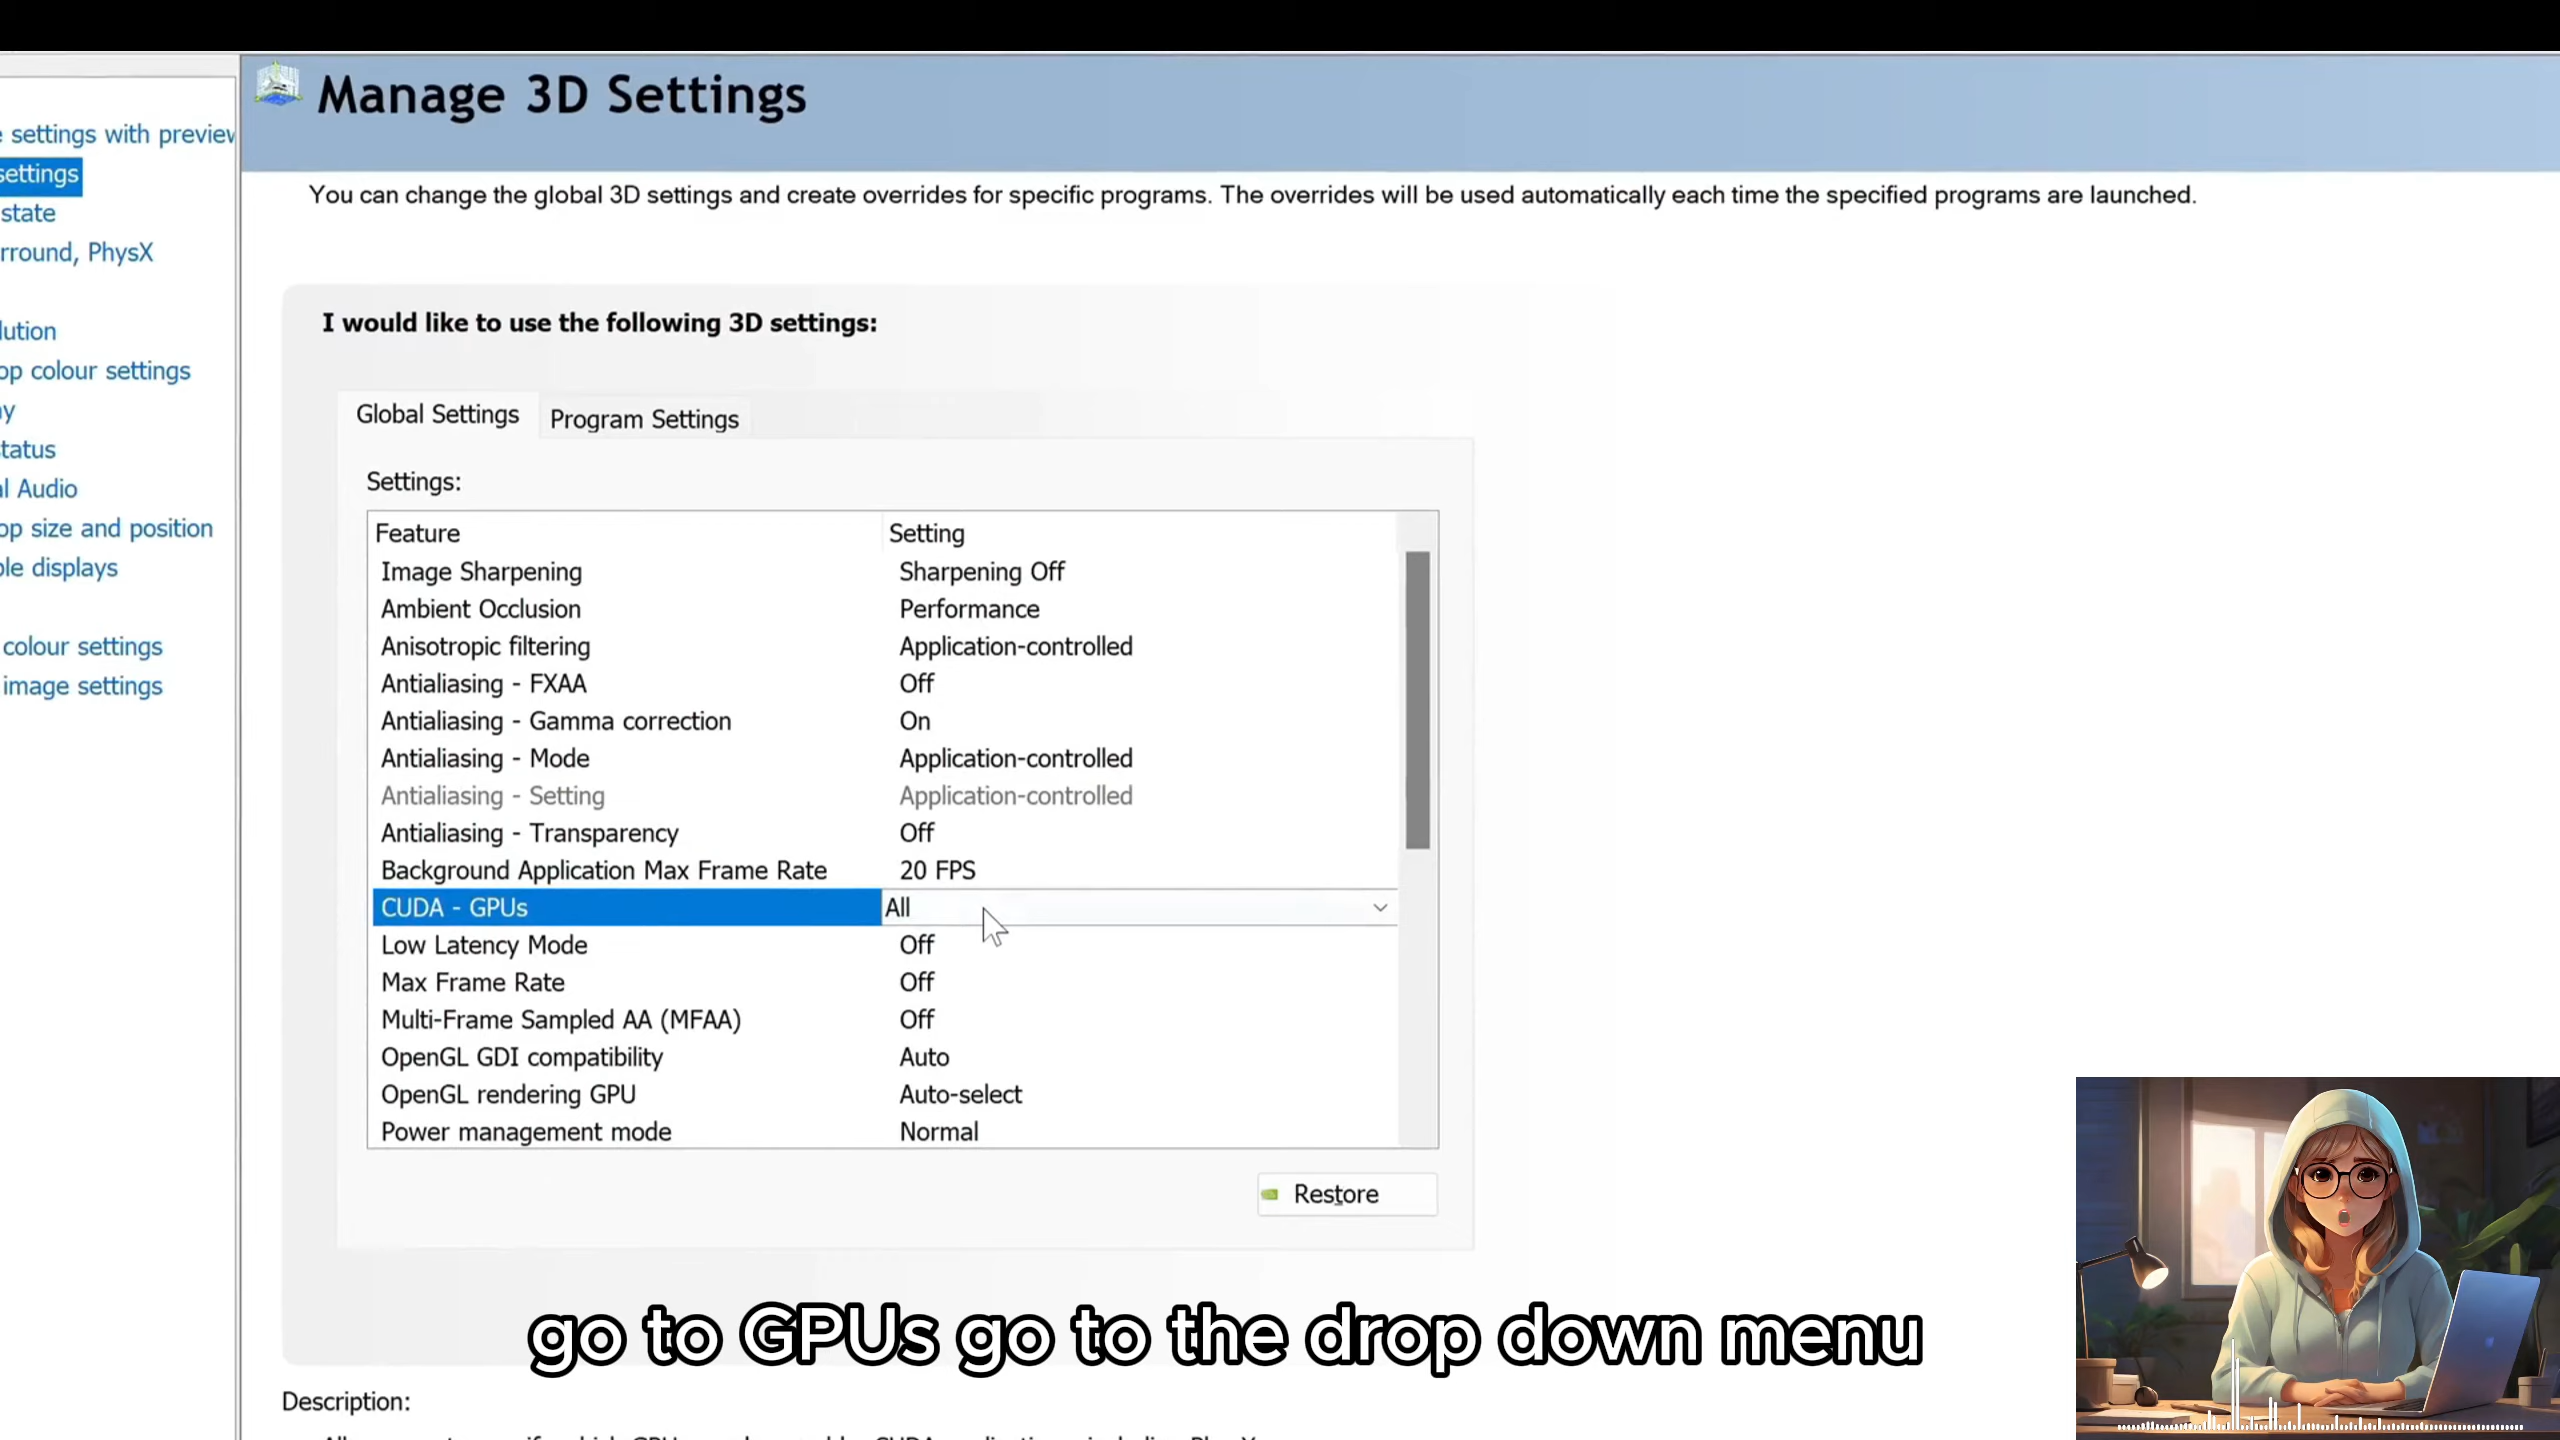 Manage 3D Settings
settings with preview
settings
state
rround, PhysX
lution
op colour settings
ay
status
al Audio
op size and position
ple displays
colour settings
image settings
You can change the global 3D settings and create overrides for specific programs. The overrides will be used automatically each time the specified programs are launched.
I would like to use the following 3D settings:
Global Settings
Program Settings
Settings:
Feature Setting
Image Sharpening Sharpening Off
Ambient Occlusion Performance
Anisotropic filtering Application-controlled
Antialiasing - FXAA Off
Antialiasing - Gamma correction On
Antialiasing - Mode Application-controlled
Antialiasing - Setting Application-controlled
Antialiasing - Transparency Off
Background Application Max Frame Rate 20 FPS
CUDA - GPUs All
Low Latency Mode Off
Max Frame Rate Off
Multi-Frame Sampled AA (MFAA) Off
OpenGL GDI compatibility Auto
OpenGL rendering GPU Auto-select
Power management mode Normal
Restore
go to GPUs go to the drop down menu
Description: